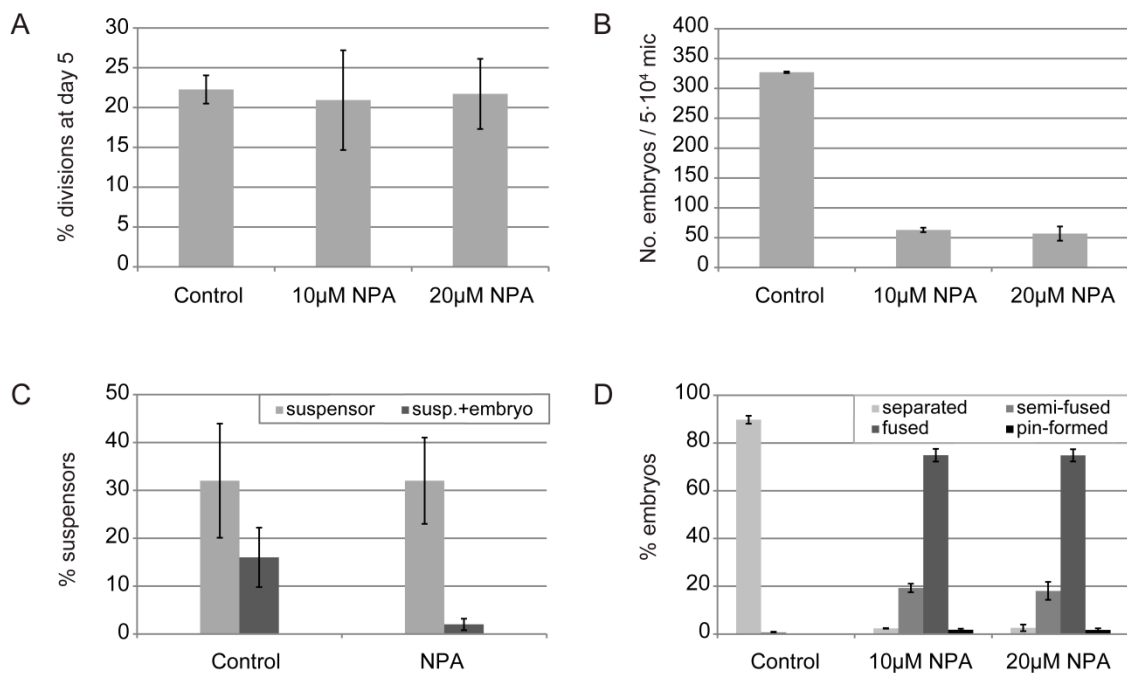 A
% divisions at day 5
30
25
20
15
10
5
0
Control 10µM NPA 20µM NPA
B
No. embryos / 5·10⁴ mic
400
350
300
250
200
150
100
50
0
Control 10µM NPA 20µM NPA
C
% suspensors
50
40
30
20
10
0
suspensor susp.+embryo
Control NPA
D
% embryos
100
80
60
40
20
0
separated semi-fused
fused pin-formed
Control 10µM NPA 20µM NPA